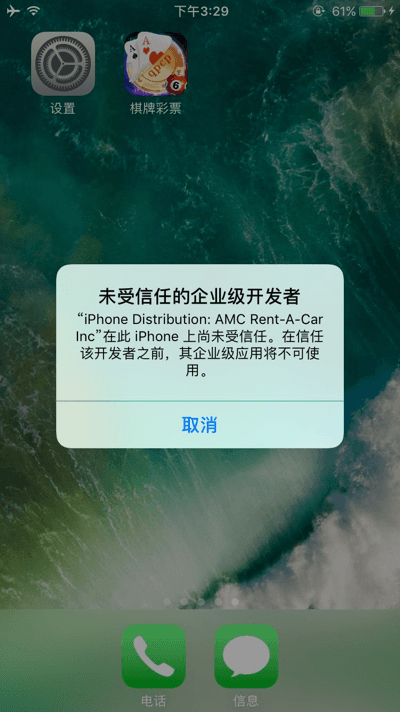 下午3:29
61%
设置
棋牌彩票
未受信任的企业级开发者
“iPhone Distribution: AMC Rent-A-Car
Inc”在此 iPhone 上尚未受信任。在信任
该开发者之前，其企业级应用将不可使
用。
取消
电话
信息